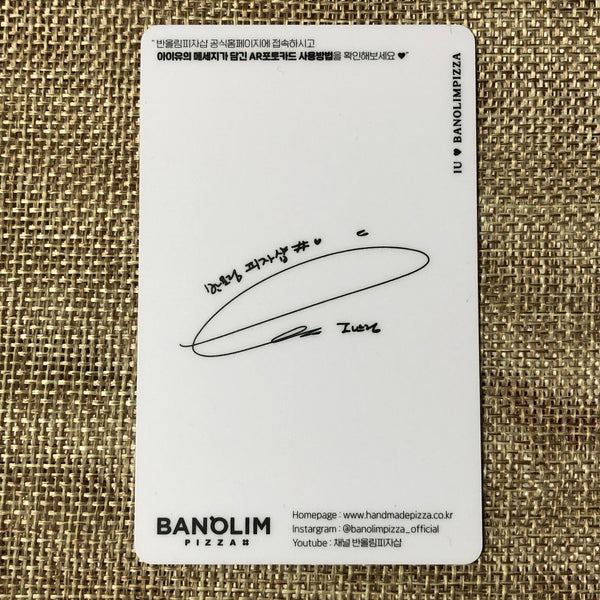 " 반올림피자샵 공식홈페이지에 접속하시고
아이유의 메세지가 담긴 AR포토카드 사용방법을 확인해보세요 ♥"
IU ♥ BANOLIMPIZZA
반올림 피자샵 #♥
BANOLIM
PIZZA#
Homepage : www.handmadepizza.co.kr
Instargram : @banolimpizza_official
Youtube : 채널 반올림피자샵